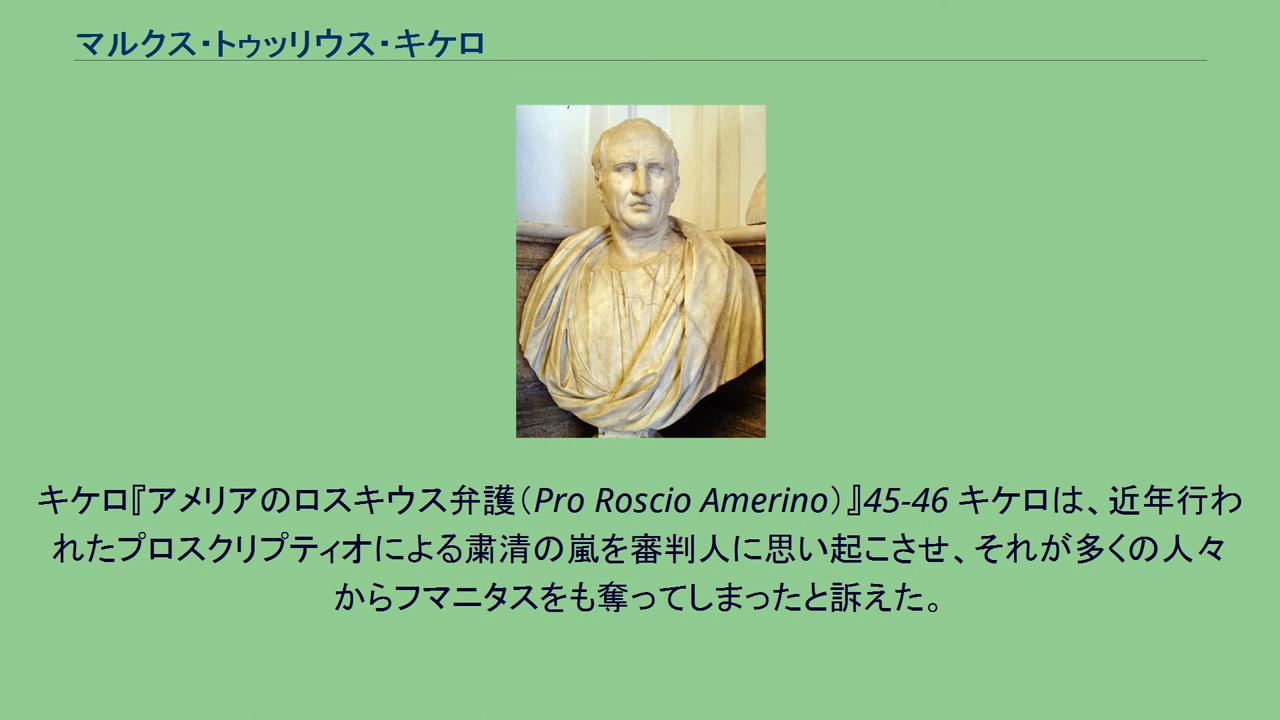 マルクス・トゥッリウス・キケロ
キケロ『アメリアのロスキウス弁護（Pro Roscio Amerino）』45-46 キケロは、近年行わ
れたプロスクリプティオによる粛清の嵐を審判人に思い起こさせ、それが多くの人々
からフマニタスをも奪ってしまったと訴えた。